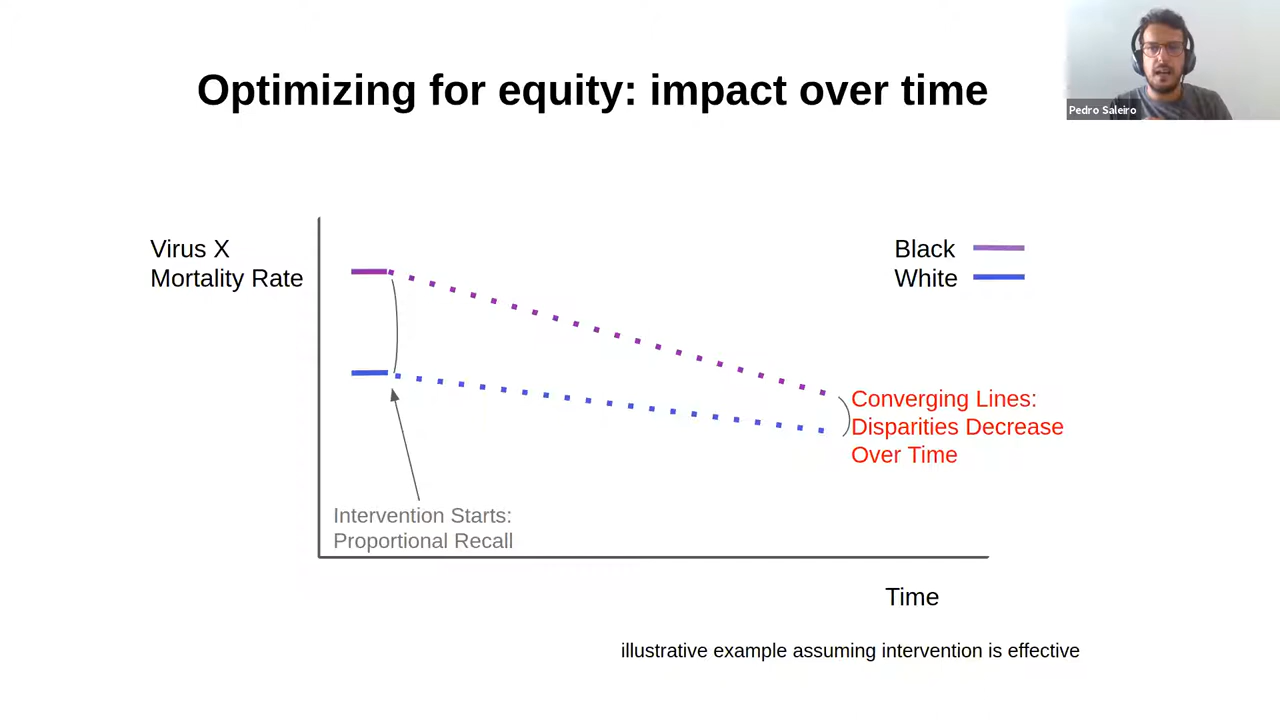 Optimizing for equity: impact over time
Pedro Saleiro
Virus X
Mortality Rate
Black
White
Converging Lines:
Disparities Decrease
Over Time
Intervention Starts:
Proportional Recall
Time
illustrative example assuming intervention is effective